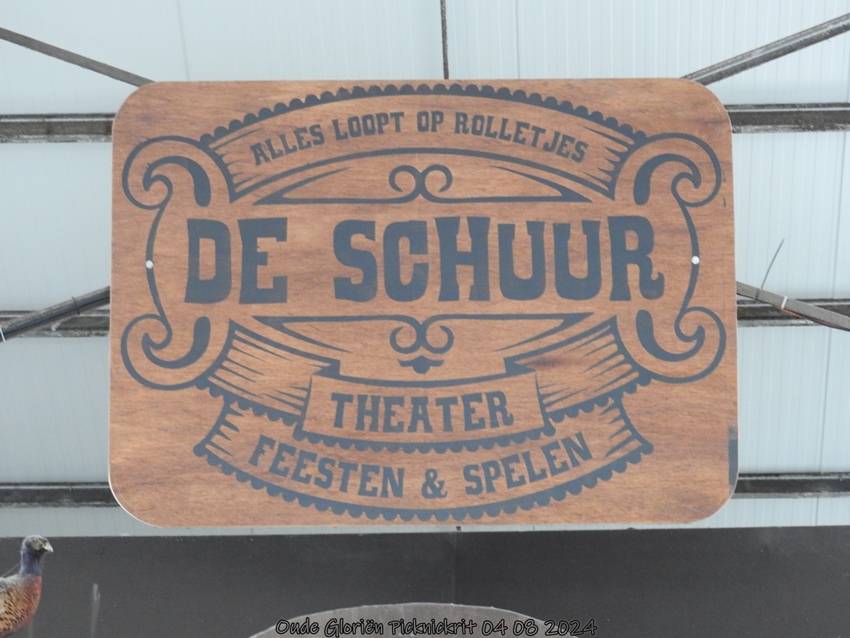 ALLES LOOPT OP ROLLETJES
DE SCHUUR
THEATER
FEESTEN & SPELEN
Oude Gloriën Picknickrit 04 08 2024